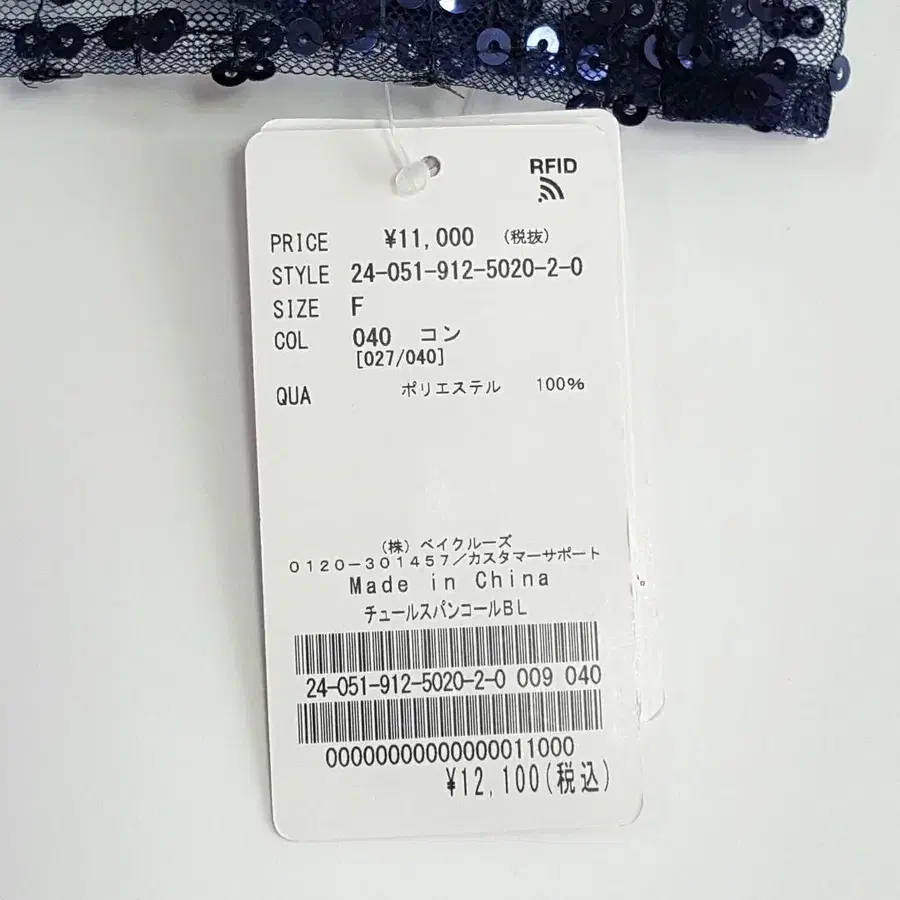 RFID
PRICE ¥11,000 (税抜)
STYLE 24-051-912-5020-2-0
SIZE F
COL 040 コン
[027/040]
QUA ポリエステル 100%
(株) ベイクルーズ
0120-301457/カスタマーサポート
Made in China
チュールスパンコールBL
24-051-912-5020-2-0 009 040
00000000000000011000
¥12,100(税込)